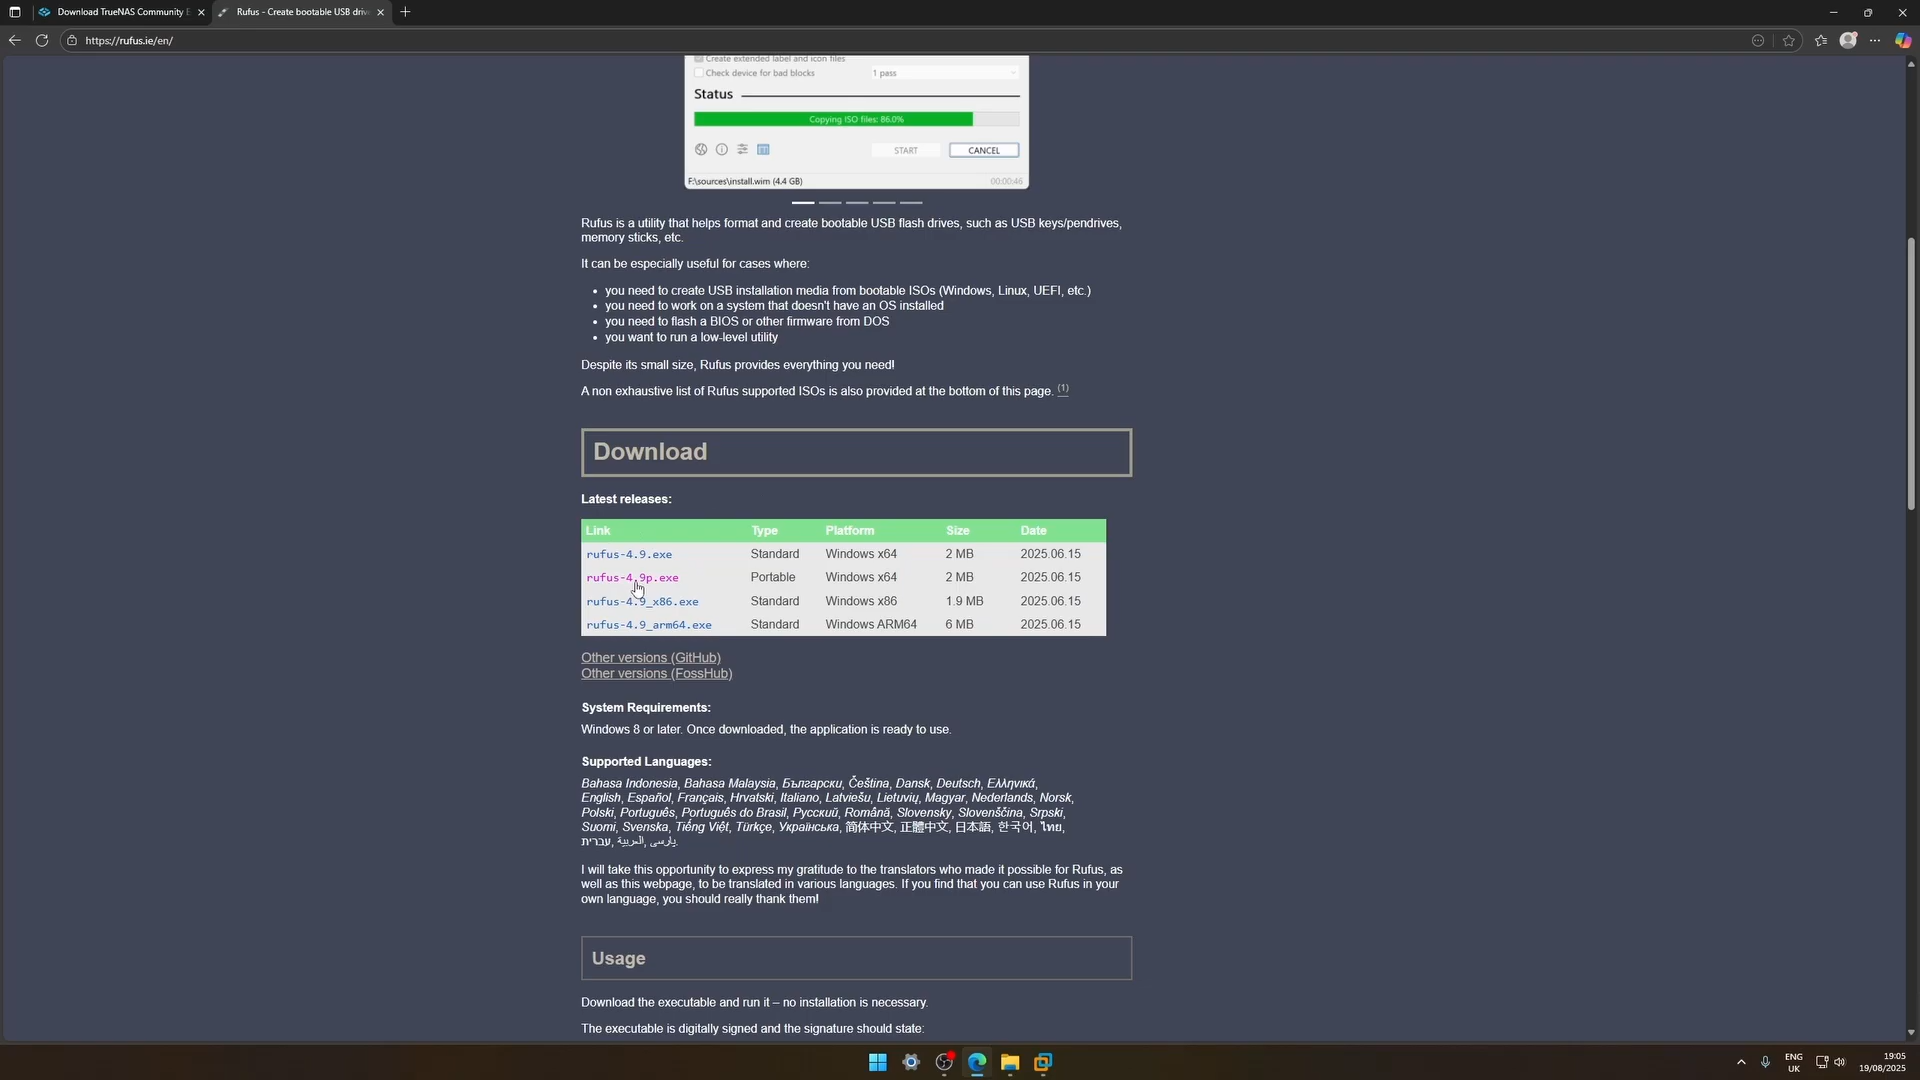 Download TrueNAS Community E
Rufus - Create bootable USB driv
https://rufus.ie/en/
Create extended label and icon files
Check device for bad blocks
1 pass
Status
Copying ISO files: 86.0%
START
CANCEL
F:\sources\install.wim (4.4 GB)
00:00:46
Rufus is a utility that helps format and create bootable USB flash drives, such as USB keys/pendrives,
memory sticks, etc.
It can be especially useful for cases where:
• you need to create USB installation media from bootable ISOs (Windows, Linux, UEFI, etc.)
• you need to work on a system that doesn't have an OS installed
• you need to flash a BIOS or other firmware from DOS
• you want to run a low-level utility
Despite its small size, Rufus provides everything you need!
A non exhaustive list of Rufus supported ISOs is also provided at the bottom of this page. (1)
Download
Latest releases:
Link Type Platform Size Date
rufus-4.9.exe Standard Windows x64 2 MB 2025.06.15
rufus-4.9p.exe Portable Windows x64 2 MB 2025.06.15
rufus-4.9_x86.exe Standard Windows x86 1.9 MB 2025.06.15
rufus-4.9_arm64.exe Standard Windows ARM64 6 MB 2025.06.15
Other versions (GitHub)
Other versions (FossHub)
System Requirements:
Windows 8 or later. Once downloaded, the application is ready to use.
Supported Languages:
Bahasa Indonesia, Bahasa Malaysia, Български, Čeština, Dansk, Deutsch, Ελληνικά,
English, Español, Français, Hrvatski, Italiano, Latviešu, Lietuvių, Magyar, Nederlands, Norsk,
Polski, Português, Português do Brasil, Русский, Română, Slovensky, Slovenščina, Srpski,
Suomi, Svenska, Tiếng Việt, Türkçe, Українська, 简体中文, 正體中文, 日本語, 한국어, ไทย,
עברית, العربية, پارسی.
I will take this opportunity to express my gratitude to the translators who made it possible for Rufus, as
well as this webpage, to be translated in various languages. If you find that you can use Rufus in your
own language, you should really thank them!
Usage
Download the executable and run it – no installation is necessary.
The executable is digitally signed and the signature should state:
ENG
UK
19:05
19/08/2025